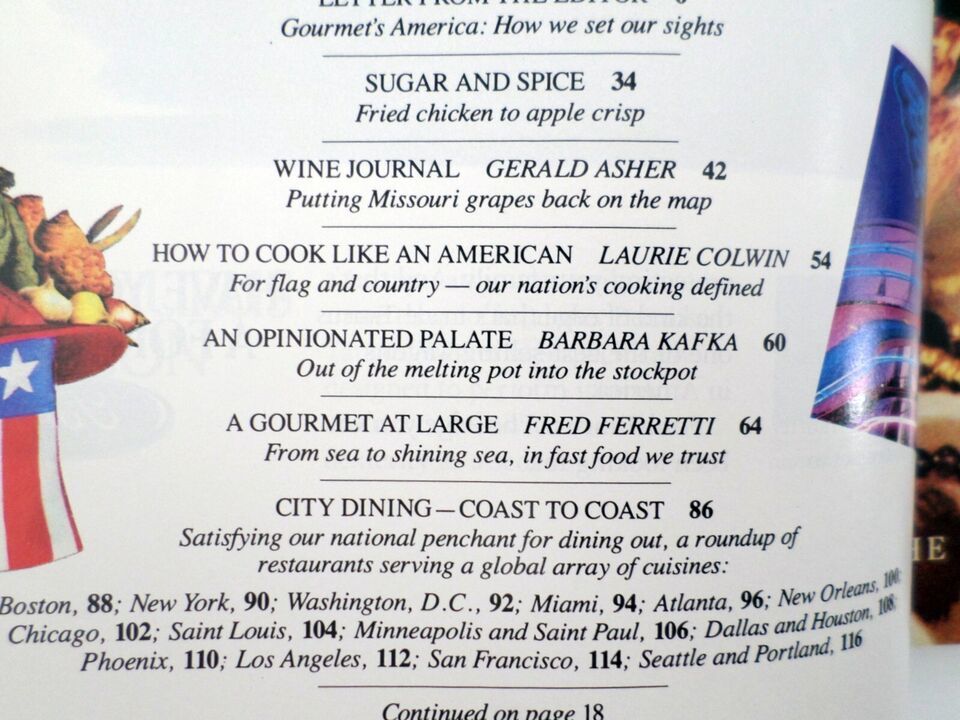 LETTER FROM THE EDITOR 6
Gourmet's America: How we set our sights
SUGAR AND SPICE 34
Fried chicken to apple crisp
WINE JOURNAL GERALD ASHER 42
Putting Missouri grapes back on the map
HOW TO COOK LIKE AN AMERICAN LAURIE COLWIN 54
For flag and country — our nation's cooking defined
AN OPINIONATED PALATE BARBARA KAFKA 60
Out of the melting pot into the stockpot
A GOURMET AT LARGE FRED FERRETTI 64
From sea to shining sea, in fast food we trust
CITY DINING—COAST TO COAST 86
Satisfying our national penchant for dining out, a roundup of
restaurants serving a global array of cuisines:
Boston, 88; New York, 90; Washington, D.C., 92; Miami, 94; Atlanta, 96; New Orleans, 100;
Chicago, 102; Saint Louis, 104; Minneapolis and Saint Paul, 106; Dallas and Houston, 108;
Phoenix, 110; Los Angeles, 112; San Francisco, 114; Seattle and Portland, 116
Continued on page 18